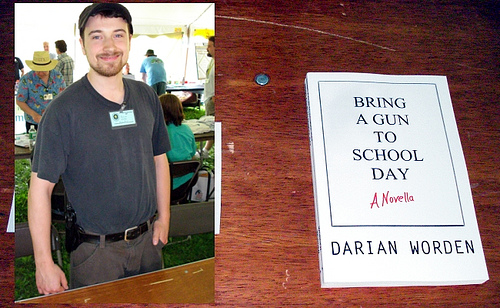 BRING
A GUN
TO
SCHOOL
DAY
A Novella
DARIAN WORDEN